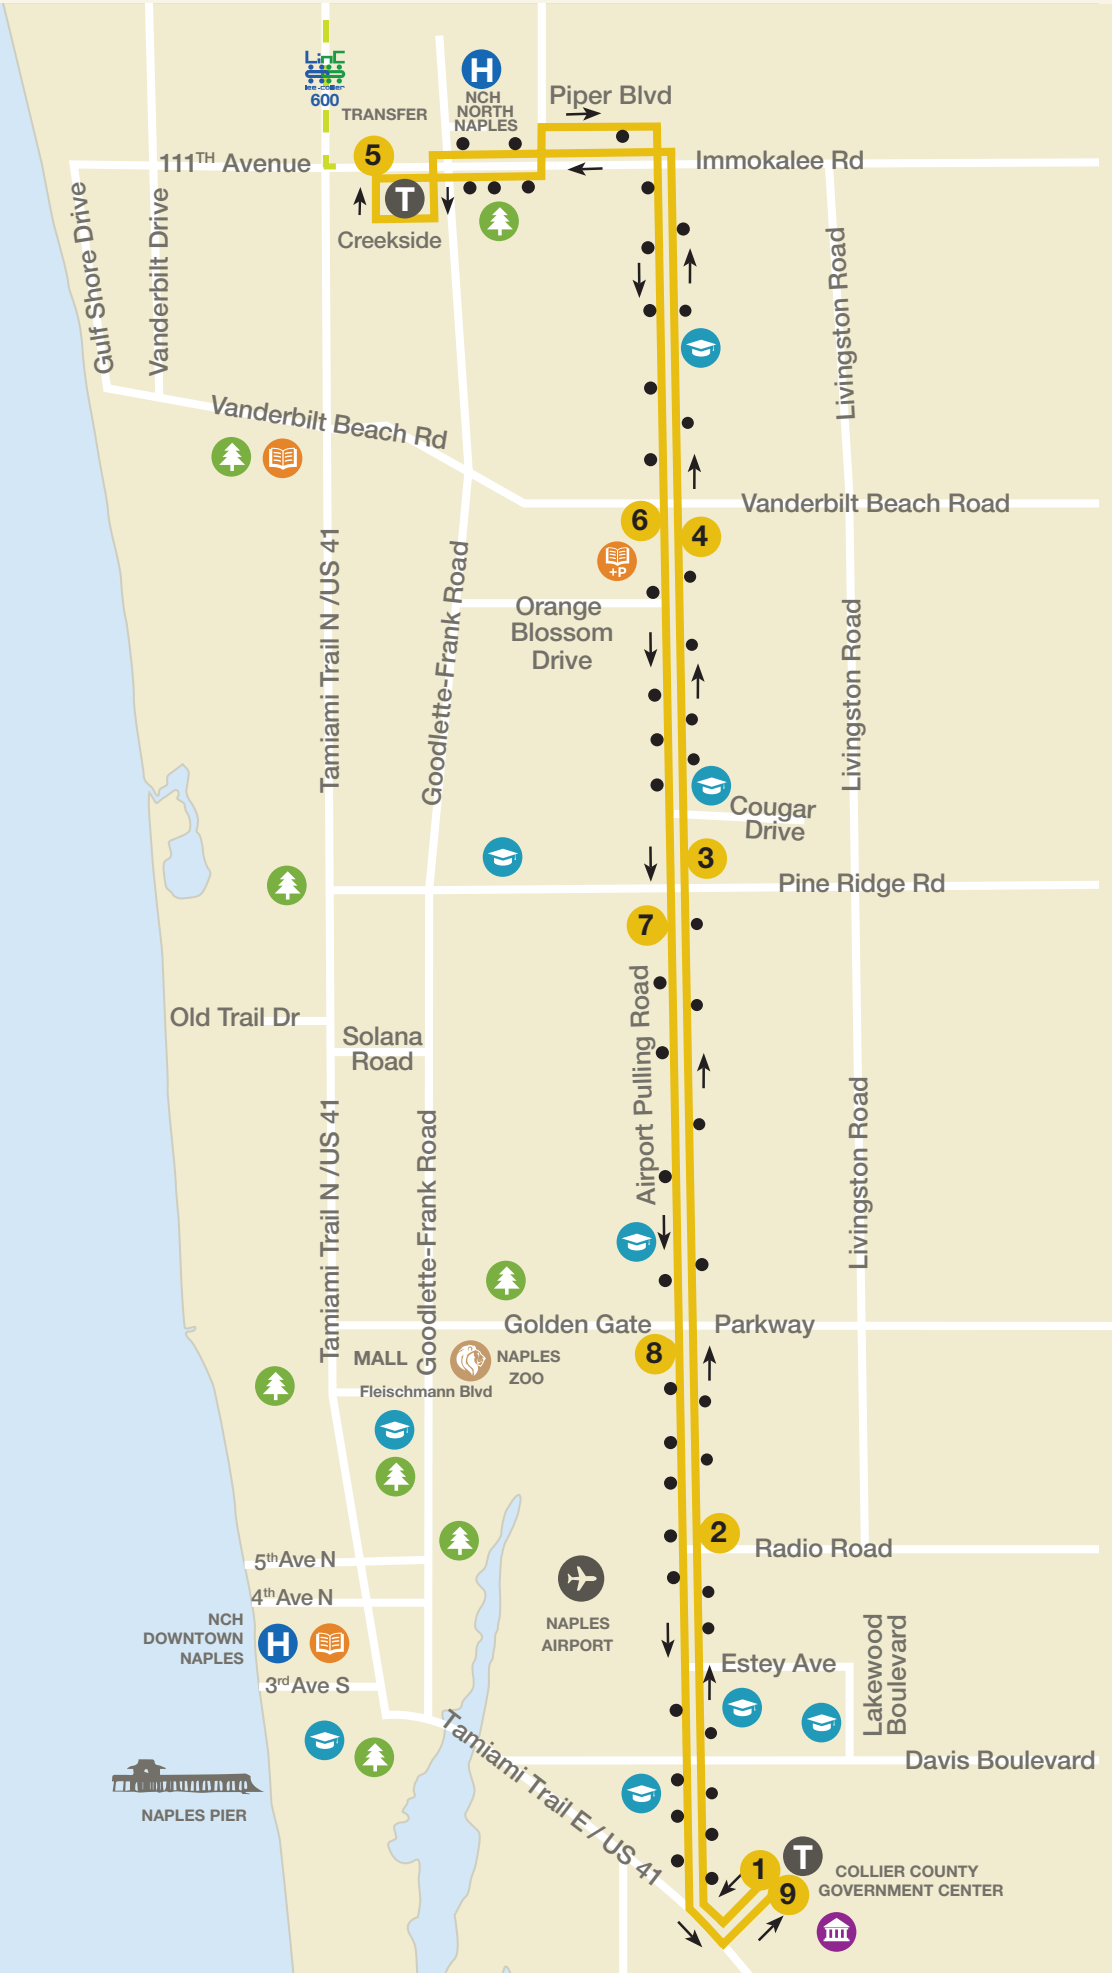 LinC
lee-collier
600
H
NCH
NORTH
NAPLES
TRANSFER
Piper Blvd
5
111TH Avenue
Immokalee Rd
T
Creekside
Gulf Shore Drive
Vanderbilt Drive
Livingston Road
Vanderbilt Beach Rd
Vanderbilt Beach Road
6
4
+P
Tamiami Trail N /US 41
Goodlette-Frank Road
Orange
Blossom
Drive
Livingston Road
Cougar
Drive
3
Pine Ridge Rd
7
Airport Pulling Road
Old Trail Dr
Solana
Road
Tamiami Trail N /US 41
Goodlette-Frank Road
Livingston Road
Golden Gate
Parkway
8
MALL
NAPLES
ZOO
Fleischmann Blvd
2
Radio Road
5th Ave N
4th Ave N
NCH
DOWNTOWN
NAPLES
H
3rd Ave S
NAPLES
AIRPORT
Estey Ave
Lakewood
Boulevard
Tamiami Trail E / US 41
Davis Boulevard
NAPLES PIER
1
T
9
COLLIER COUNTY
GOVERNMENT CENTER